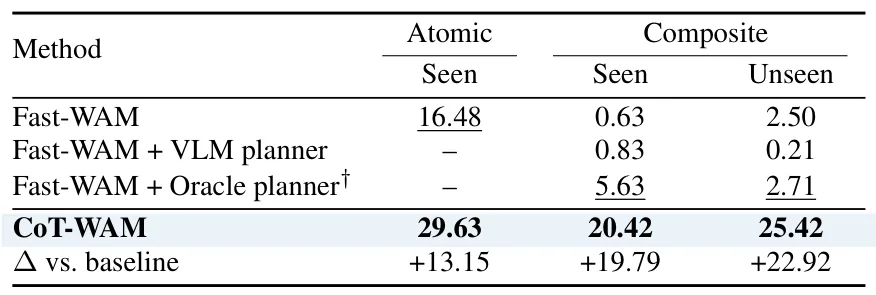 Method Atomic Composite
Seen Seen Unseen
Fast-WAM 16.48 0.63 2.50
Fast-WAM + VLM planner – 0.83 0.21
Fast-WAM + Oracle planner† – 5.63 2.71
CoT-WAM 29.63 20.42 25.42
Δ vs. baseline +13.15 +19.79 +22.92